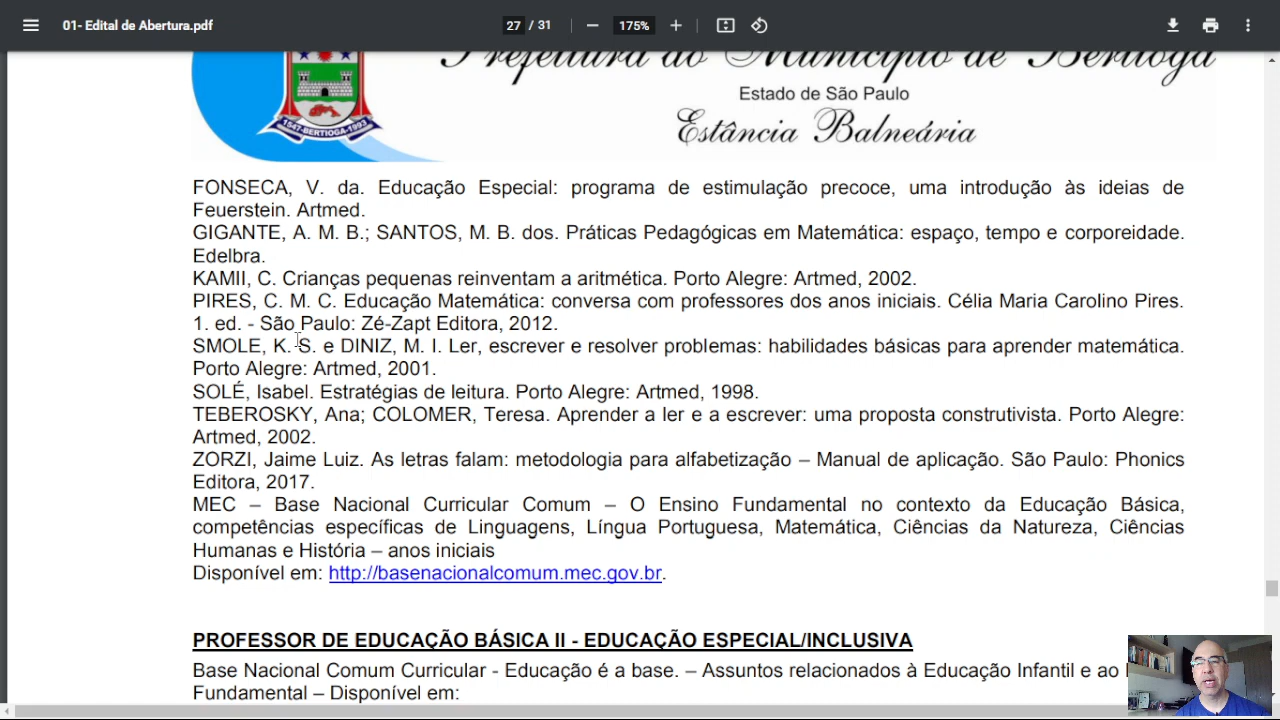 01- Edital de Abertura.pdf
27 / 31
175%
Prefeitura do Município de Bertioga
Estado de São Paulo
Estância Balneária
1547-BERTIOGA-1993
FONSECA, V. da. Educação Especial: programa de estimulação precoce, uma introdução às ideias de
Feuerstein. Artmed.
GIGANTE, A. M. B.; SANTOS, M. B. dos. Práticas Pedagógicas em Matemática: espaço, tempo e corporeidade.
Edelbra.
KAMII, C. Crianças pequenas reinventam a aritmética. Porto Alegre: Artmed, 2002.
PIRES, C. M. C. Educação Matemática: conversa com professores dos anos iniciais. Célia Maria Carolino Pires.
1. ed. - São Paulo: Zé-Zapt Editora, 2012.
SMOLE, K. S. e DINIZ, M. I. Ler, escrever e resolver problemas: habilidades básicas para aprender matemática.
Porto Alegre: Artmed, 2001.
SOLÉ, Isabel. Estratégias de leitura. Porto Alegre: Artmed, 1998.
TEBEROSKY, Ana; COLOMER, Teresa. Aprender a ler e a escrever: uma proposta construtivista. Porto Alegre:
Artmed, 2002.
ZORZI, Jaime Luiz. As letras falam: metodologia para alfabetização – Manual de aplicação. São Paulo: Phonics
Editora, 2017.
MEC – Base Nacional Curricular Comum – O Ensino Fundamental no contexto da Educação Básica,
competências específicas de Linguagens, Língua Portuguesa, Matemática, Ciências da Natureza, Ciências
Humanas e História – anos iniciais
Disponível em: http://basenacionalcomum.mec.gov.br.
PROFESSOR DE EDUCAÇÃO BÁSICA II - EDUCAÇÃO ESPECIAL/INCLUSIVA
Base Nacional Comum Curricular - Educação é a base. – Assuntos relacionados à Educação Infantil e ao
Fundamental – Disponível em: